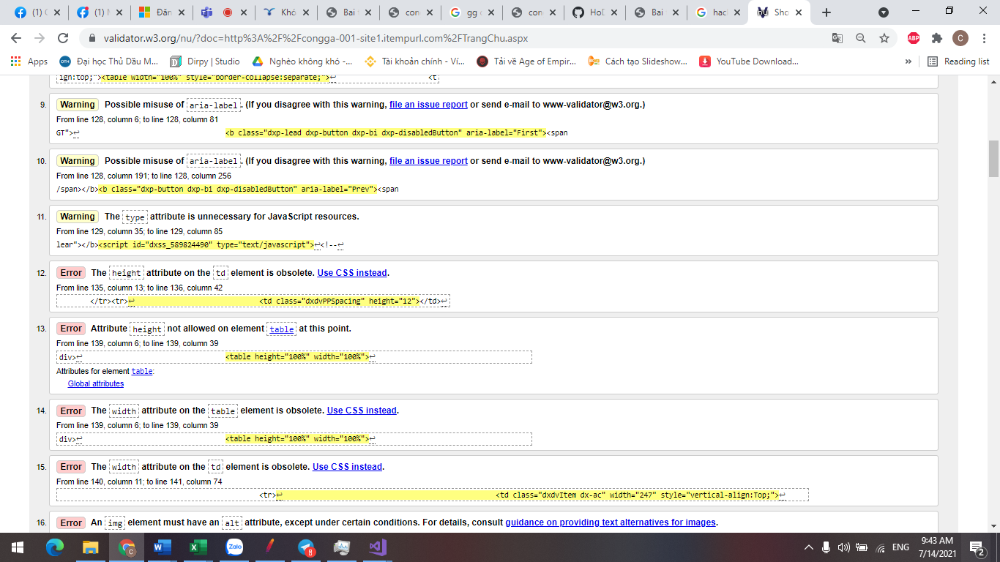 (1) C
(1) M
Đăn
Khó
Bai t
con
gg c
con
HoD
Bai
hacl
Sho
validator.w3.org/nu/?doc=http%3A%2F%2Fcongga-001-site1.itempurl.com%2FTrangChu.aspx
ABP
C
Apps
Đại học Thủ Dầu M...
Dirpy | Studio
Nghèo không khó -...
Tài khoản chính - Ví...
Tải về Age of Empir...
Cách tạo Slideshow...
YouTube Download...
»
Reading list
ign:top;"><table width="100%" style="border-collapse:separate;">↩ <t
9. Warning Possible misuse of aria-label. (If you disagree with this warning, file an issue report or send e-mail to www-validator@w3.org.)
From line 128, column 6; to line 128, column 81
GT">↩ <b class="dxp-lead dxp-button dxp-bi dxp-disabledButton" aria-label="First"><span
10. Warning Possible misuse of aria-label. (If you disagree with this warning, file an issue report or send e-mail to www-validator@w3.org.)
From line 128, column 191; to line 128, column 256
/span></b><b class="dxp-button dxp-bi dxp-disabledButton" aria-label="Prev"><span
11. Warning The type attribute is unnecessary for JavaScript resources.
From line 129, column 35; to line 129, column 85
lear"></b><script id="dxss_589824490" type="text/javascript">↩<!--↩
12. Error The height attribute on the td element is obsolete. Use CSS instead.
From line 135, column 13; to line 136, column 42
</tr><tr>↩ <td class="dxdvPPSpacing" height="12"></td>↩
13. Error Attribute height not allowed on element table at this point.
From line 139, column 6; to line 139, column 39
div>↩ <table height="100%" width="100%">↩
Attributes for element table:
Global attributes
14. Error The width attribute on the table element is obsolete. Use CSS instead.
From line 139, column 6; to line 139, column 39
div>↩ <table height="100%" width="100%">↩
15. Error The width attribute on the td element is obsolete. Use CSS instead.
From line 140, column 11; to line 141, column 74
<tr>↩ <td class="dxdvItem dx-ac" width="247" style="vertical-align:Top;">↩
16. Error An img element must have an alt attribute, except under certain conditions. For details, consult guidance on providing text alternatives for images.
Zalo
8
ENG
9:43 AM
7/14/2021
2